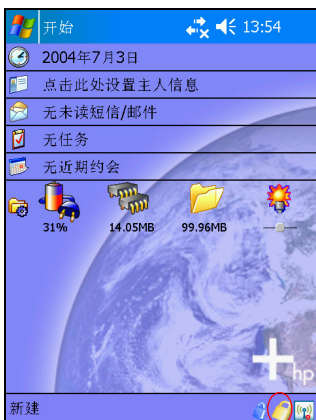 开始 13:54
2004年7月3日
点击此处设置主人信息
无未读短信/邮件
无任务
无近期约会
31% 14.05MB 99.96MB
hp
新建